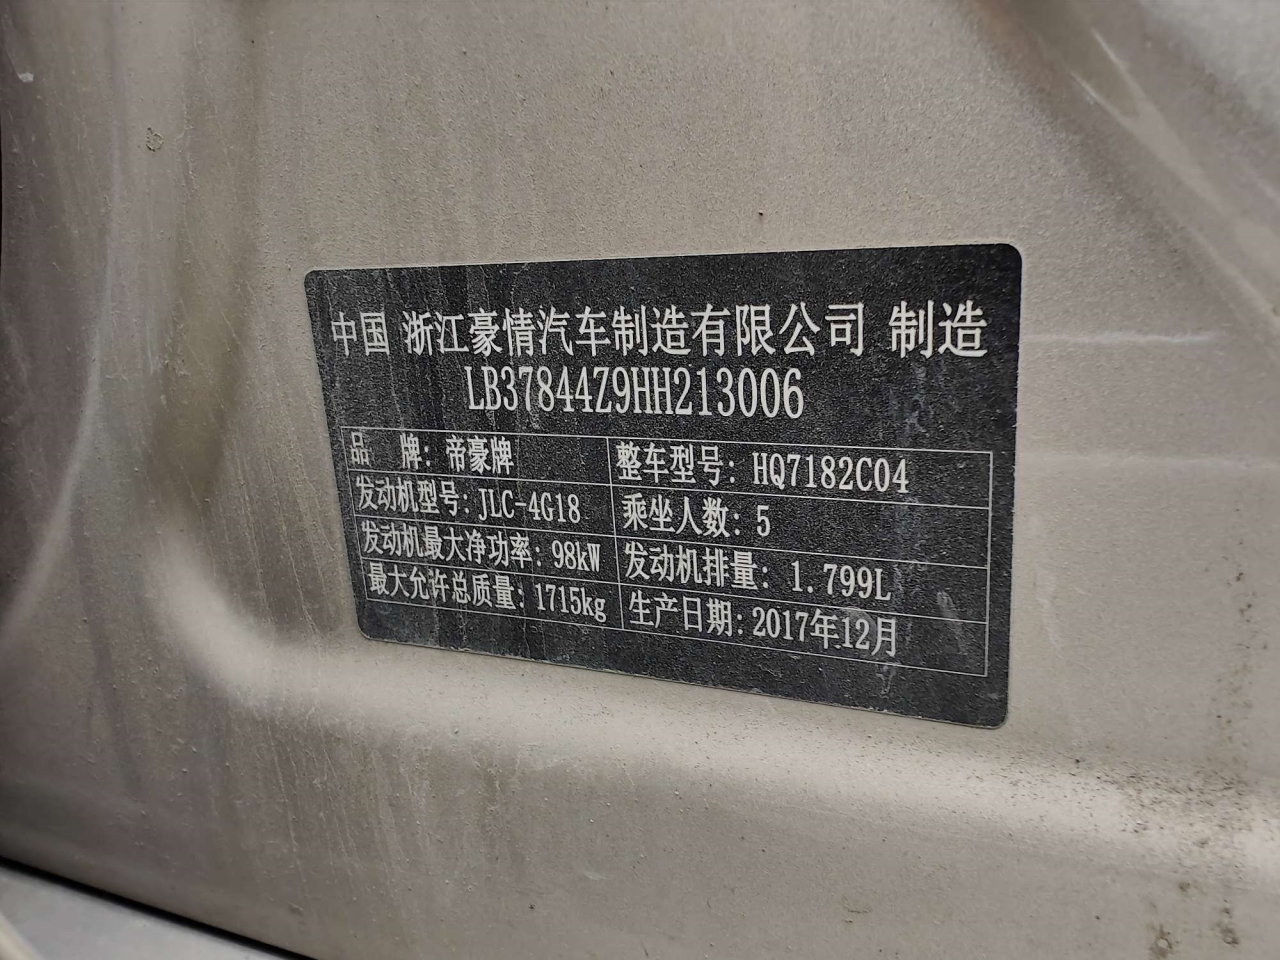 中国 浙江豪情汽车制造有限公司 制造
LB37844Z9HH213006
品 牌: 帝豪牌 整车型号: HQ7182C04
发动机型号: JLC-4G18 乘坐人数: 5
发动机最大净功率: 98kW 发动机排量: 1.799L
最大允许总质量: 1715kg 生产日期: 2017年12月